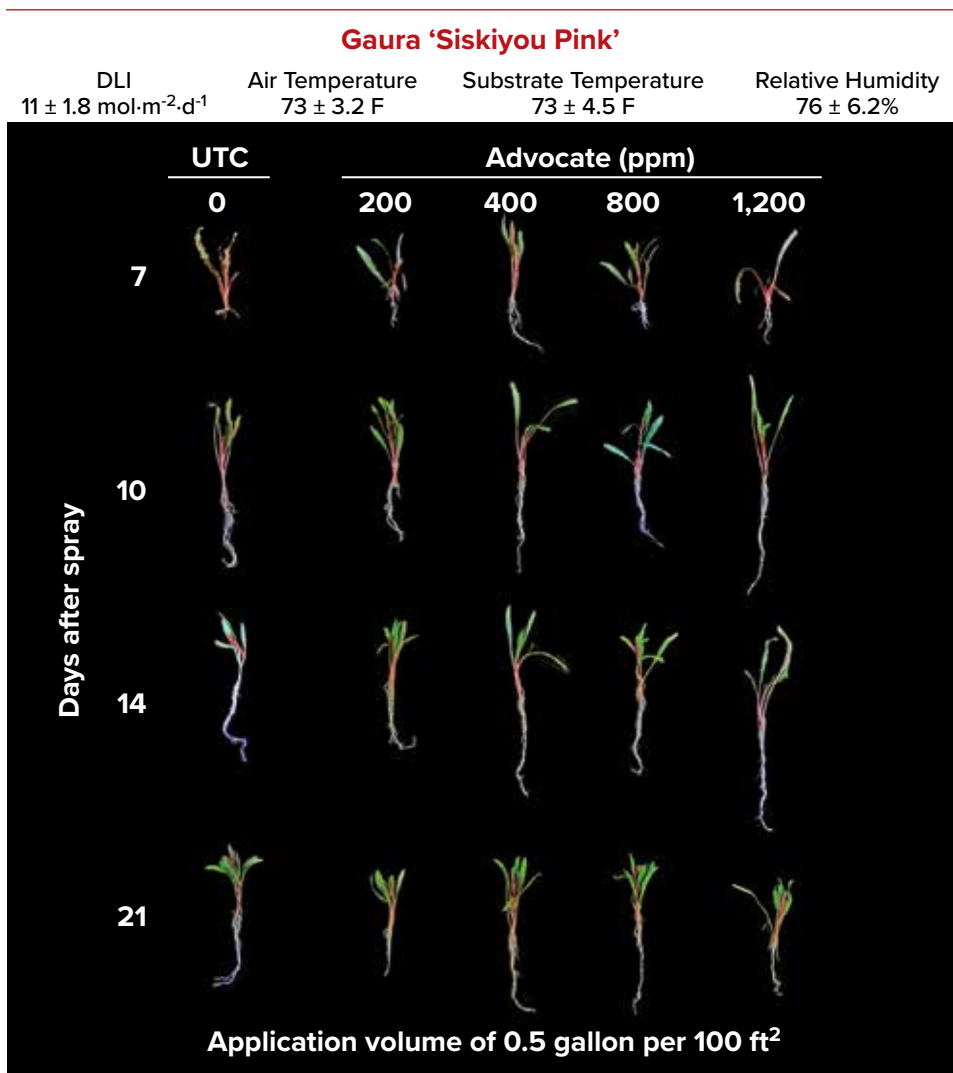 Gaura ‘Siskiyou Pink’
DLI Air Temperature Substrate Temperature Relative Humidity
11 ± 1.8 mol·m-2·d-1 73 ± 3.2 F 73 ± 4.5 F 76 ± 6.2%
UTC Advocate (ppm)
0 200 400 800 1,200
7
10
Days after spray
14
21
Application volume of 0.5 gallon per 100 ft2